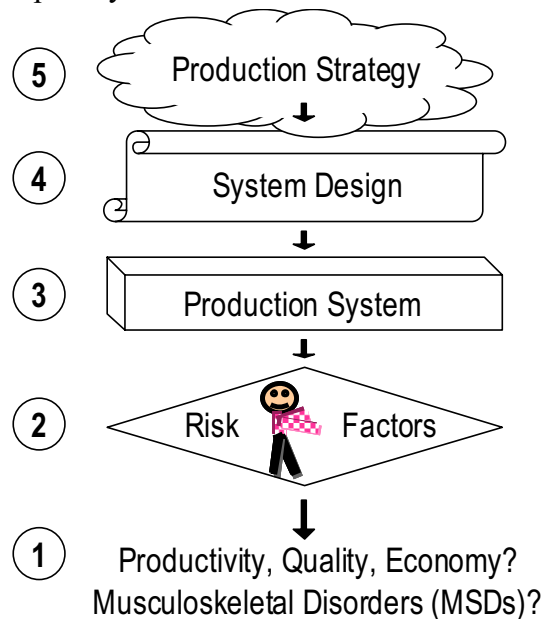 5 Production Strategy
4 System Design
3 Production System
2 Risk Factors
1 Productivity, Quality, Economy?
Musculoskeletal Disorders (MSDs)?